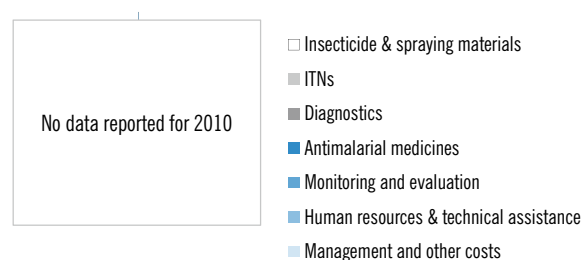 No data reported for 2010
Insecticide & spraying materials
ITNs
Diagnostics
Antimalarial medicines
Monitoring and evaluation
Human resources & technical assistance
Management and other costs